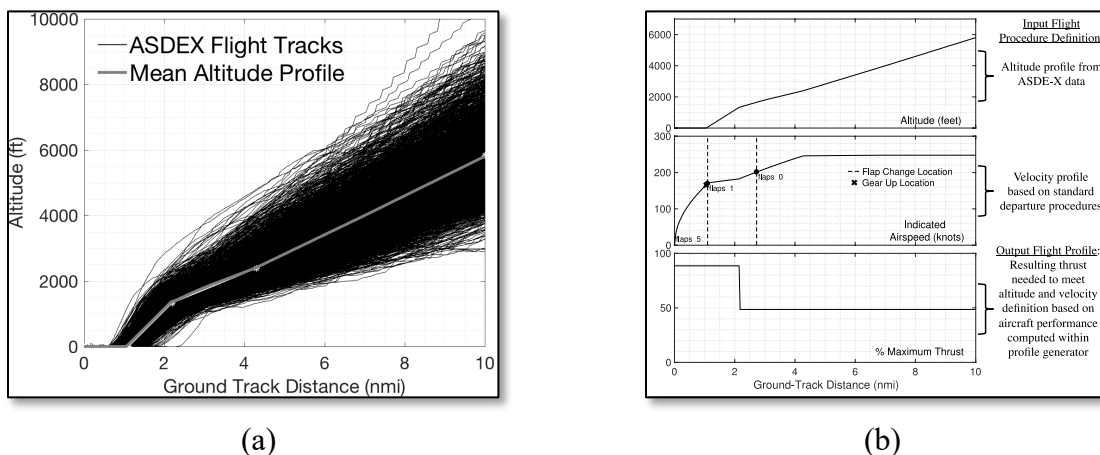 10000
8000
6000
4000
2000
0
Altitude (ft)
ASDEX Flight Tracks
Mean Altitude Profile
0 2 4 6 8 10
Ground Track Distance (nmi)
(a)
6000
4000
2000
0
Altitude (feet)
300
200
100
0
flaps 5
flaps 1
flaps 0
Flap Change Location
Gear Up Location
Indicated
Airspeed (knots)
100
50
0
% Maximum Thrust
0 2 4 6 8 10
Ground-Track Distance (nmi)
Input Flight
Procedure Definition
Altitude profile from
ASDE-X data
Velocity profile
based on standard
departure procedures
Output Flight Profile:
Resulting thrust
needed to meet
altitude and velocity
definition based on
aircraft performance
computed within
profile generator
(b)